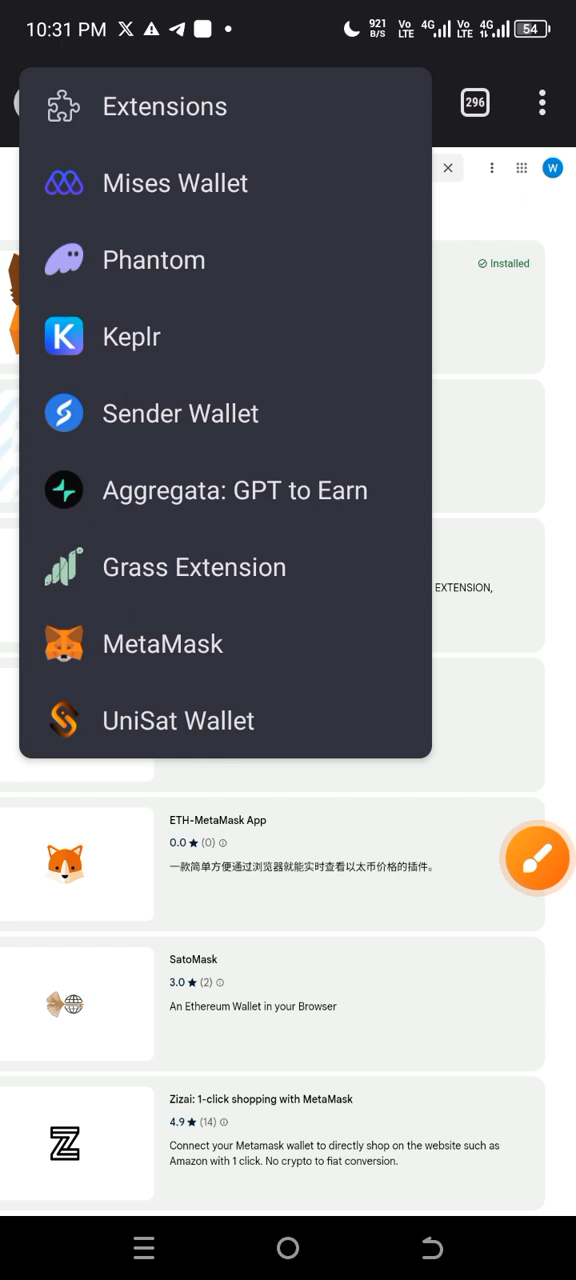 10:31 PM
921 B/S
Vo LTE 4G Vo LTE 4G 54
Extensions
296
Mises Wallet
W
Phantom
Installed
Keplr
Sender Wallet
Aggregata: GPT to Earn
Grass Extension
EXTENSION,
MetaMask
UniSat Wallet
ETH-MetaMask App
0.0 ★ (0)
一款简单方便通过浏览器就能实时查看以太币价格的插件。
SatoMask
3.0 ★ (2)
An Ethereum Wallet in your Browser
Zizai: 1-click shopping with MetaMask
4.9 ★ (14)
Connect your Metamask wallet to directly shop on the website such as
Amazon with 1 click. No crypto to fiat conversion.